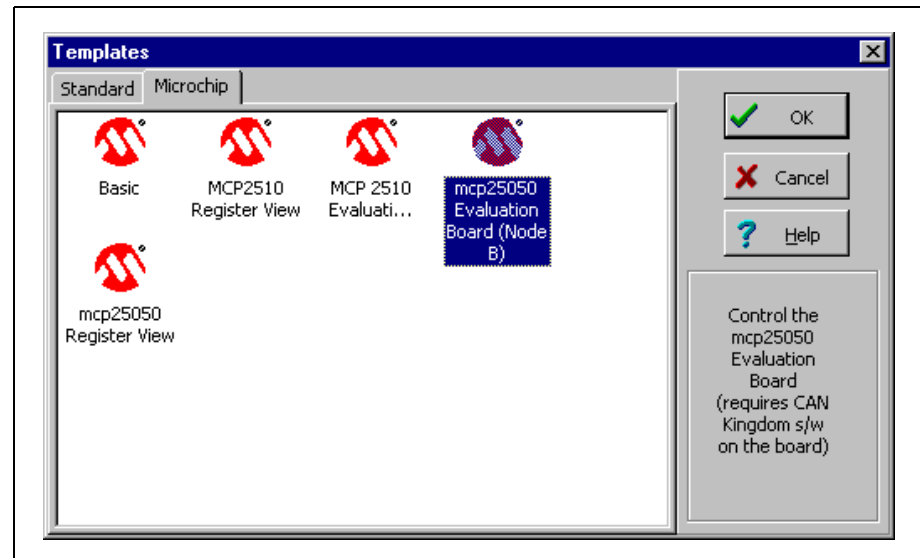 Templates
Standard
Microchip
Basic
MCP2510
Register View
MCP 2510
Evaluati...
mcp25050
Evaluation
Board (Node
B)
mcp25050
Register View
OK
Cancel
Help
Control the
mcp25050
Evaluation
Board
(requires CAN
Kingdom s/w
on the board)